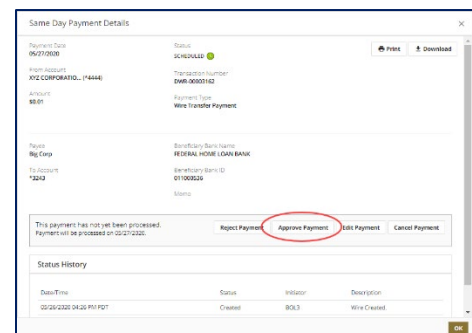 Same Day Payment Details
Print
Download
Payment Date
05/27/2020
Status
SCHEDULED
From Account
XYZ CORPORATIO... (*4444)
Transaction Number
DWR-00003162
Amount
$0.01
Payment Type
Wire Transfer Payment
Payee
Big Corp
Beneficiary Bank Name
FEDERAL HOME LOAN BANK
To Account
*3243
Beneficiary Bank ID
011000536
Memo
This payment has not yet been processed.
Payment will be processed on 05/27/2020.
Reject Payment
Approve Payment
Edit Payment
Cancel Payment
Status History
Date/Time Status Initiator Description
05/26/2020 04:26 PM PDT Created BOL3 Wire Created
OK